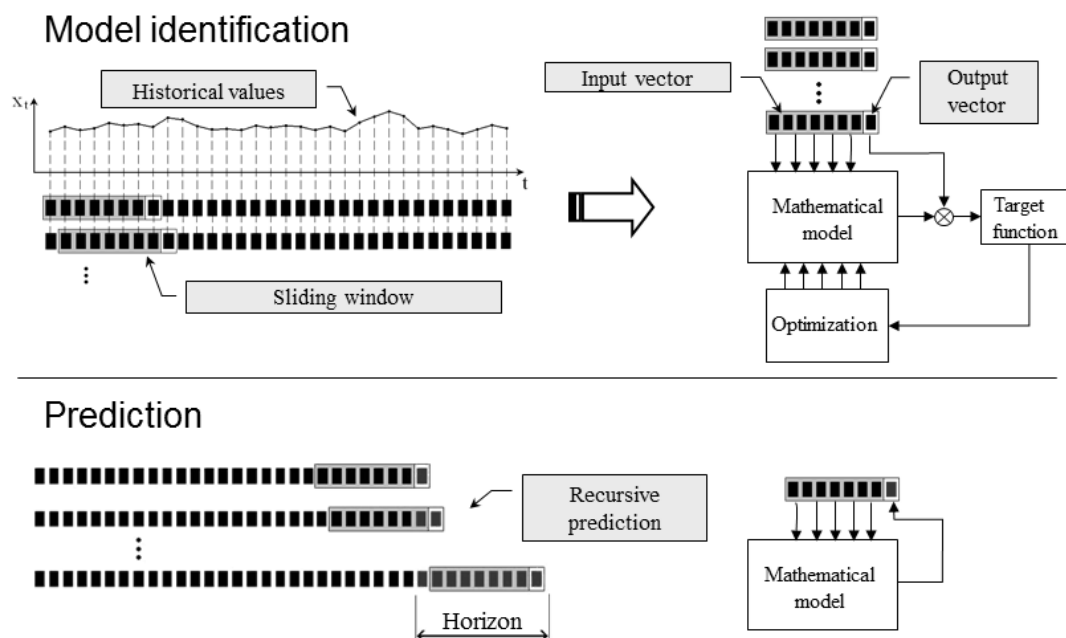 Model identification
Historical values
x_t
t
Sliding window
Input vector
Output
vector
Mathematical
model
Target
function
Optimization
Prediction
Recursive
prediction
Horizon
Mathematical
model